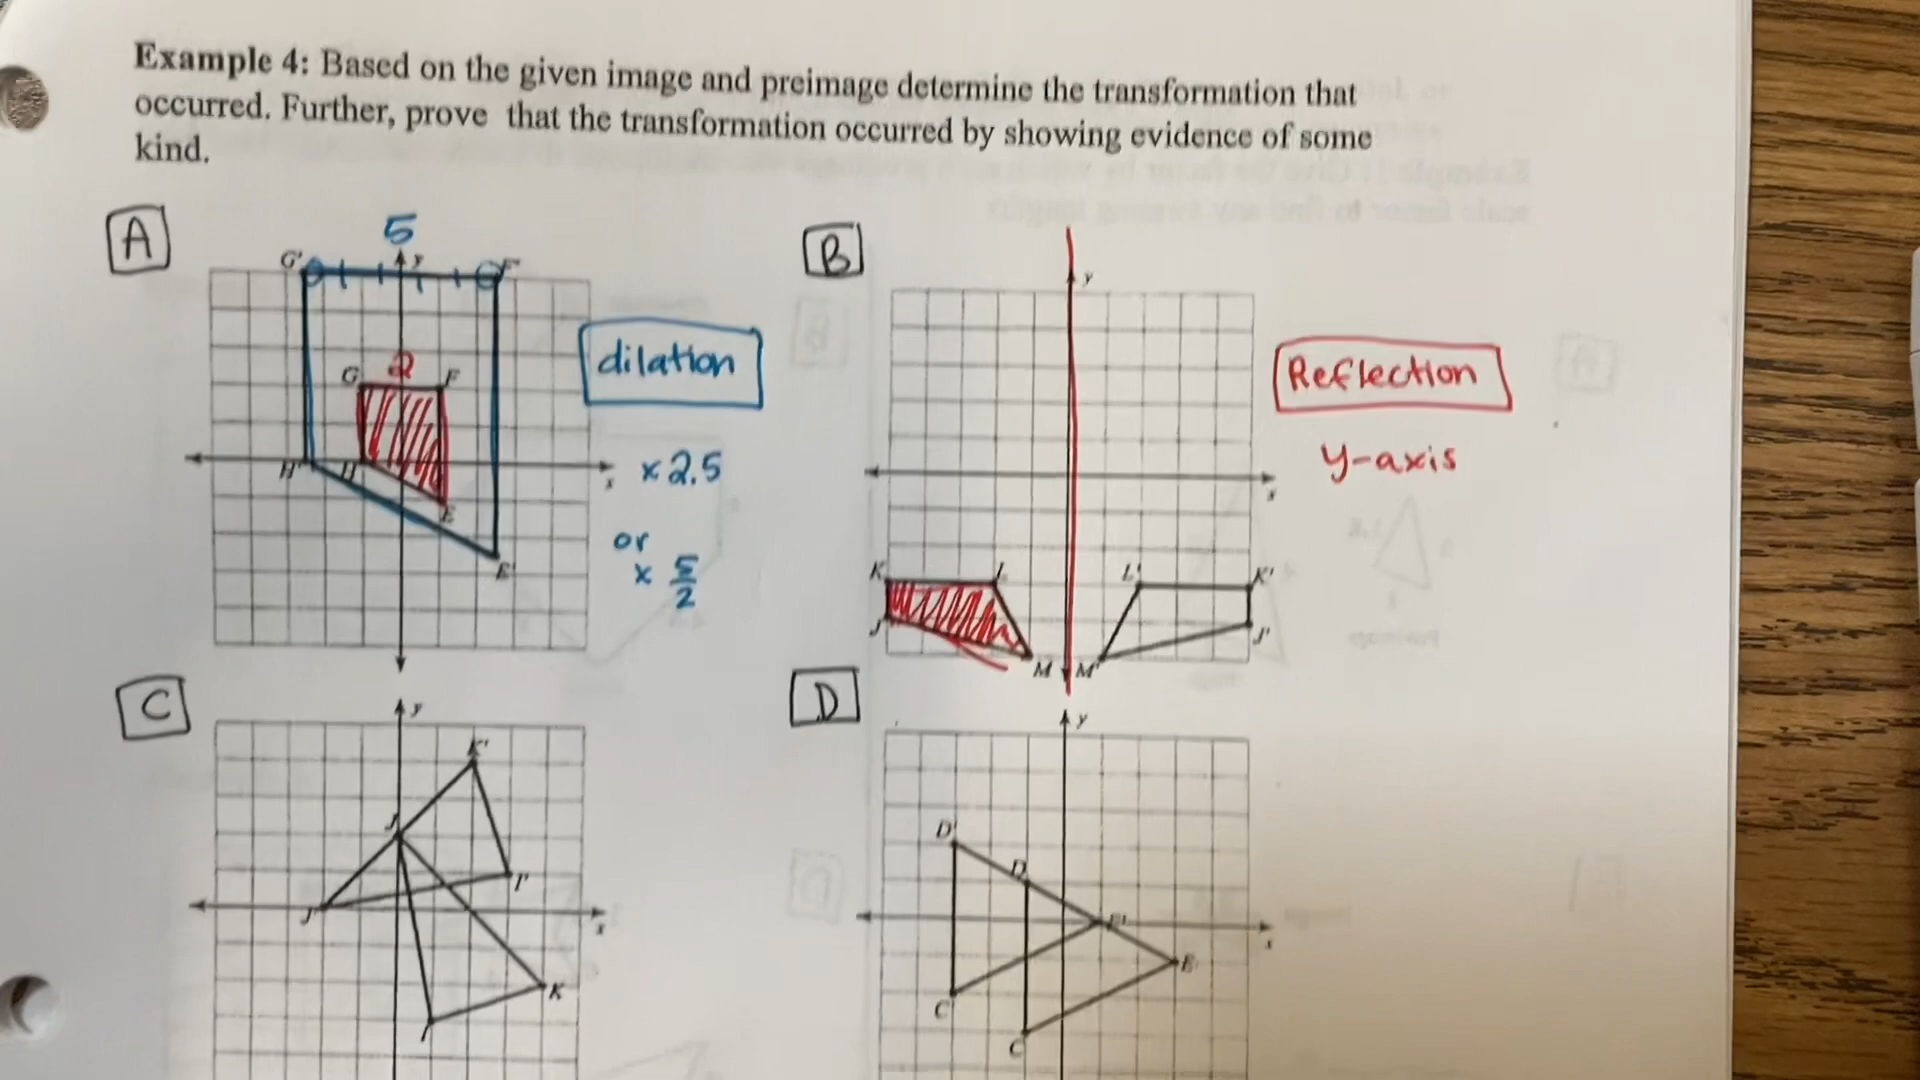 Example 4: Based on the given image and preimage determine the transformation that
occurred. Further, prove that the transformation occurred by showing evidence of some
kind.
A
5
G' y F'
dilation
G 2 F
H' H x
x 2.5
E
or
E'
x 5/2
B
y
Reflection
y-axis
x
K L L' K'
J J'
M M'
C
y
K'
J
I'
J'
x
K
I
D
y
D'
D
E'
x
E
C'
C